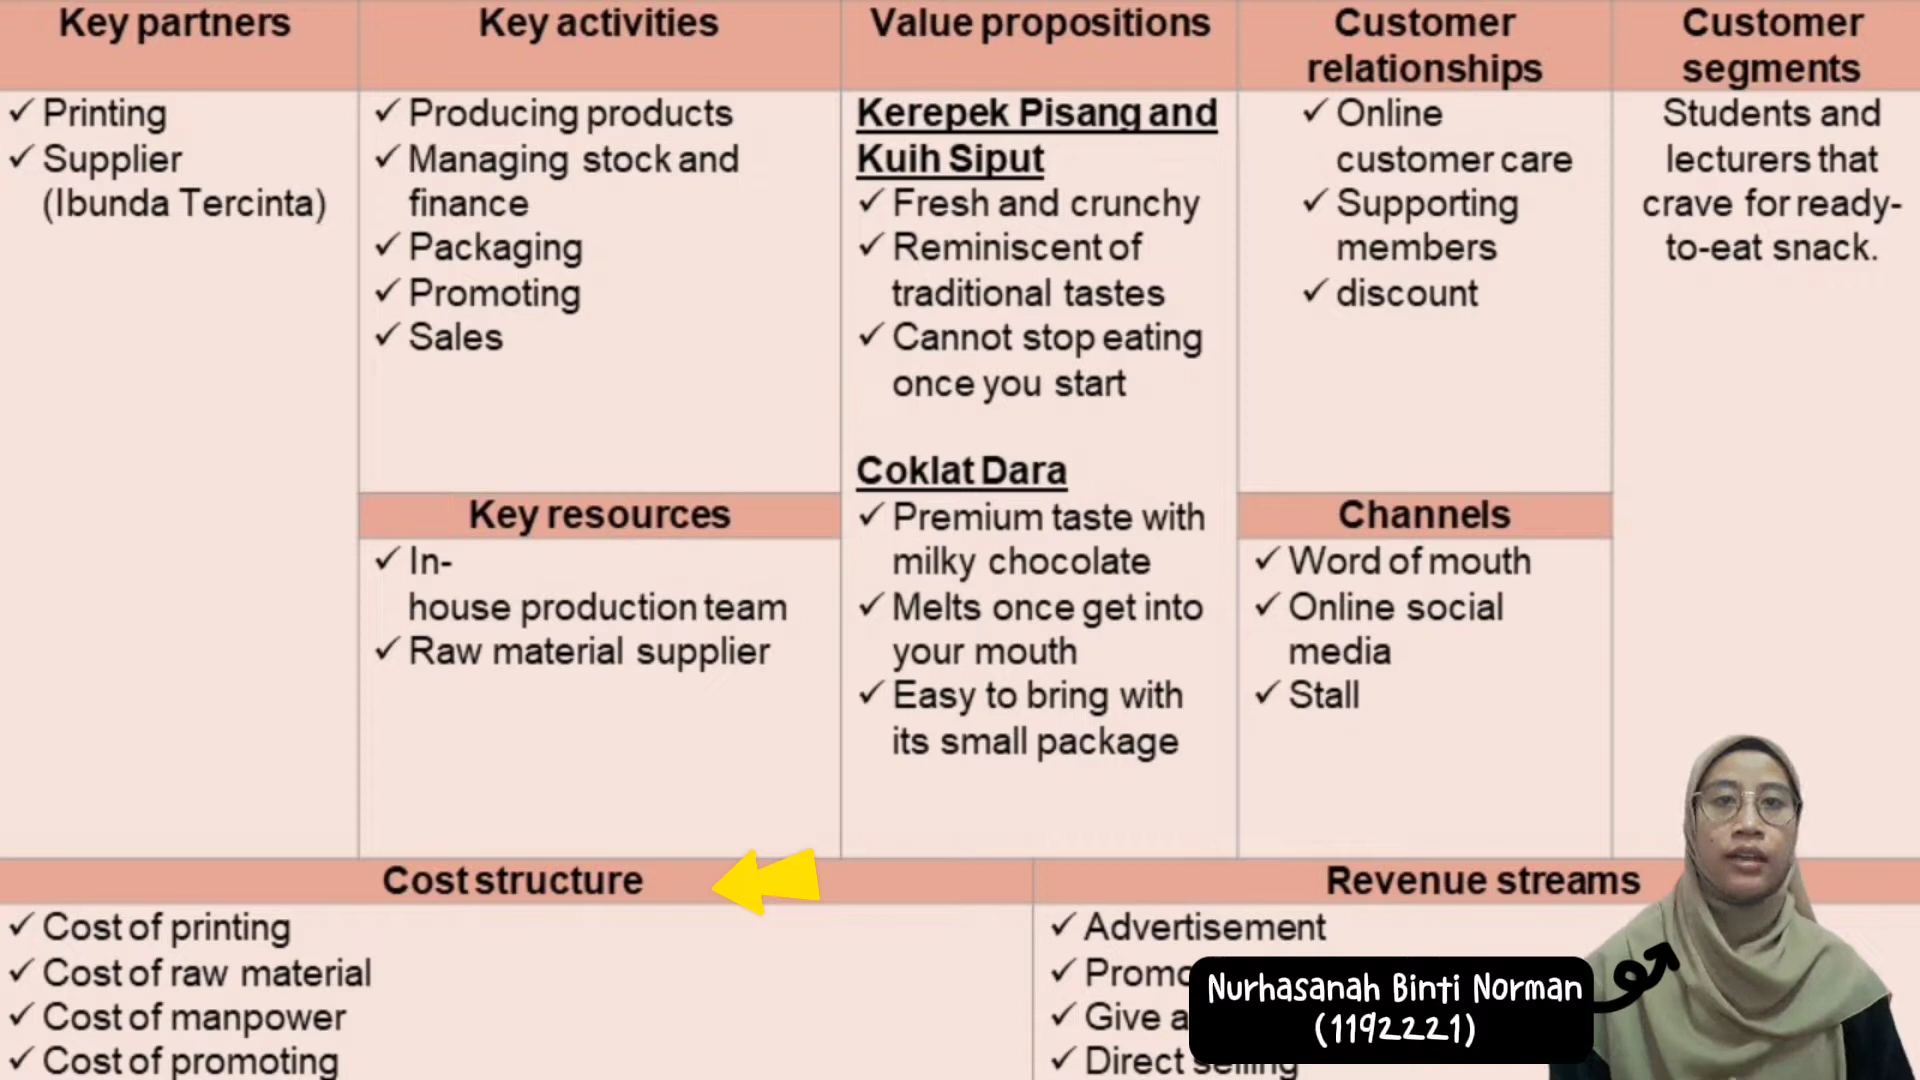 Key partners
✓ Printing
✓ Supplier
(Ibunda Tercinta)
Key activities
✓ Producing products
✓ Managing stock and
finance
✓ Packaging
✓ Promoting
✓ Sales
Key resources
✓ In-
house production team
✓ Raw material supplier
Value propositions
Kerepek Pisang and
Kuih Siput
✓ Fresh and crunchy
✓ Reminiscent of
traditional tastes
✓ Cannot stop eating
once you start
Coklat Dara
✓ Premium taste with
milky chocolate
✓ Melts once get into
your mouth
✓ Easy to bring with
its small package
Customer
relationships
✓ Online
customer care
✓ Supporting
members
✓ discount
Channels
✓ Word of mouth
✓ Online social
media
✓ Stall
Customer
segments
Students and
lecturers that
crave for ready-
to-eat snack.
Cost structure
✓ Cost of printing
✓ Cost of raw material
✓ Cost of manpower
✓ Cost of promoting
Revenue streams
✓ Advertisement
✓ Promo
✓ Give a
✓ Direct selling
Nurhasanah Binti Norman
(1192221)